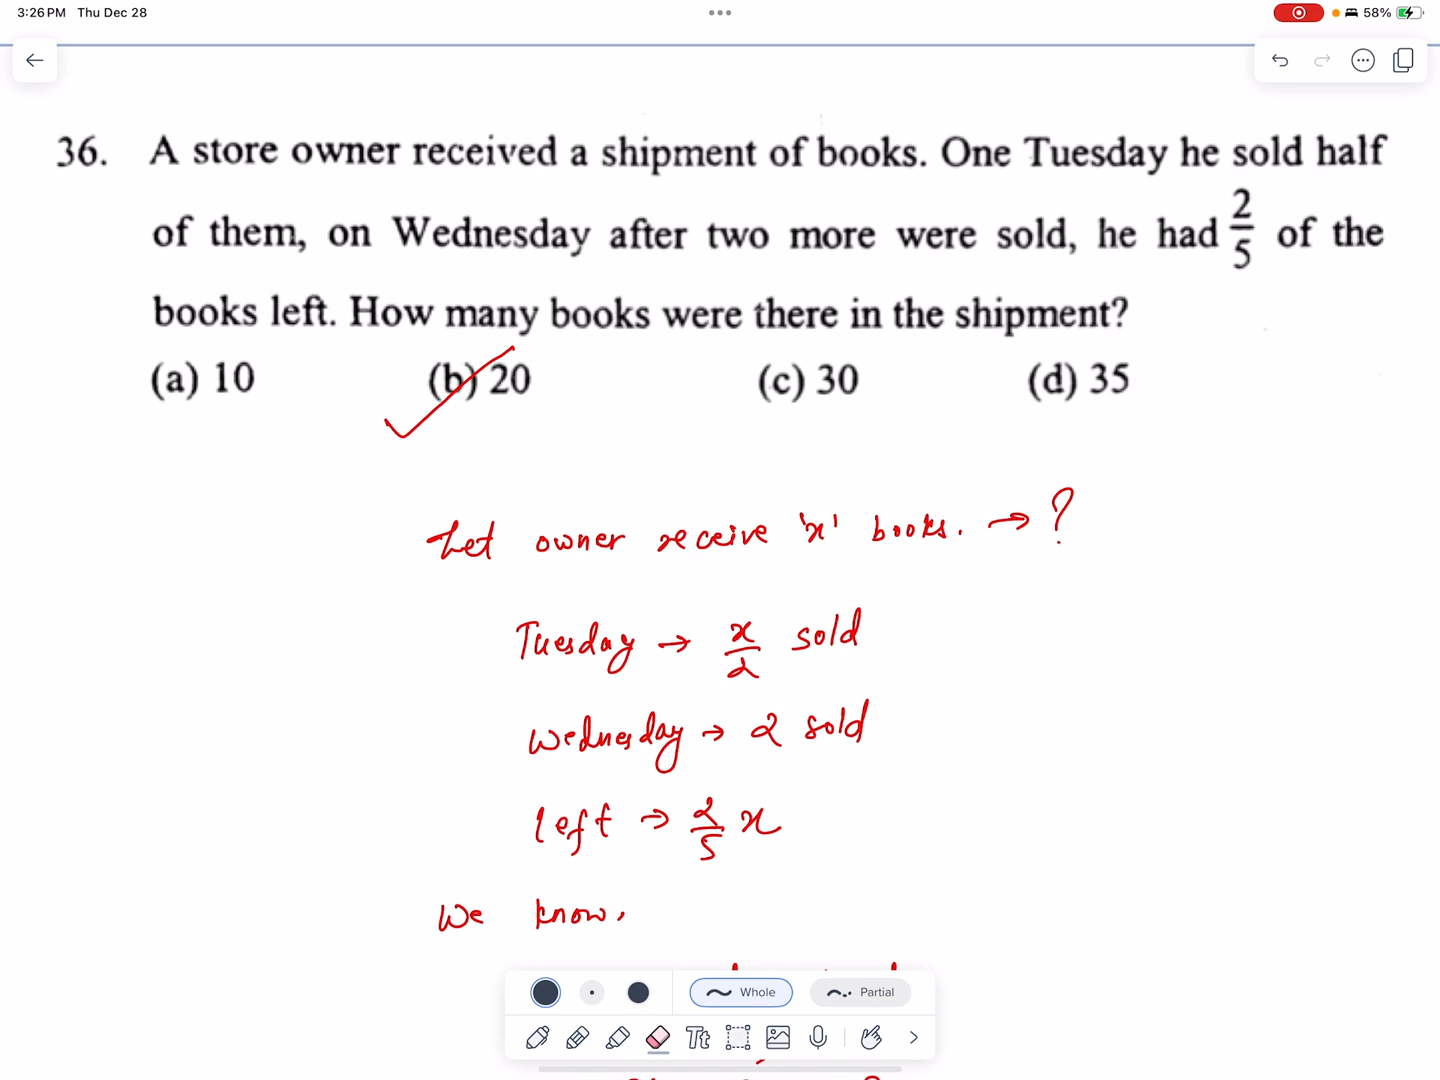 3:26 PM Thu Dec 28
58%
36. A store owner received a shipment of books. One Tuesday he sold half
of them, on Wednesday after two more were sold, he had 2/5 of the
books left. How many books were there in the shipment?
(a) 10 (b) 20 (c) 30 (d) 35
Let owner receive 'x' books. → ?
Tuesday → x/2 sold
Wednesday → 2 sold
left → 2/5 x
We know,
Whole Partial
Tt